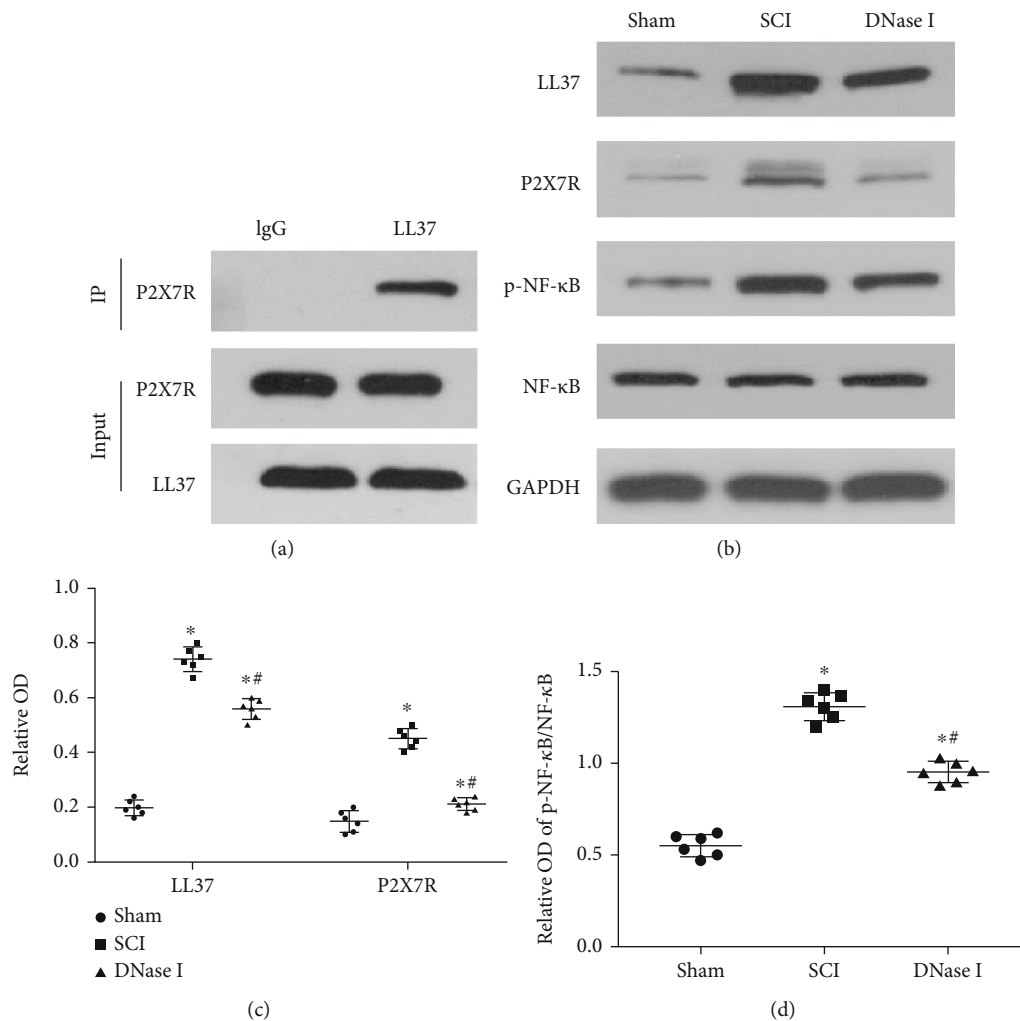 IgG LL37
IP
P2X7R
Input
P2X7R
LL37
(a)
Sham SCI DNase I
LL37
P2X7R
p-NF-κB
NF-κB
GAPDH
(b)
Relative OD
1.0
0.8
0.6
0.4
0.2
0.0
*
*#
*
*#
LL37 P2X7R
Sham
SCI
DNase I
(c)
Relative OD of p-NF-κB/NF-κB
1.5
1.0
0.5
0.0
*
*#
Sham SCI DNase I
(d)